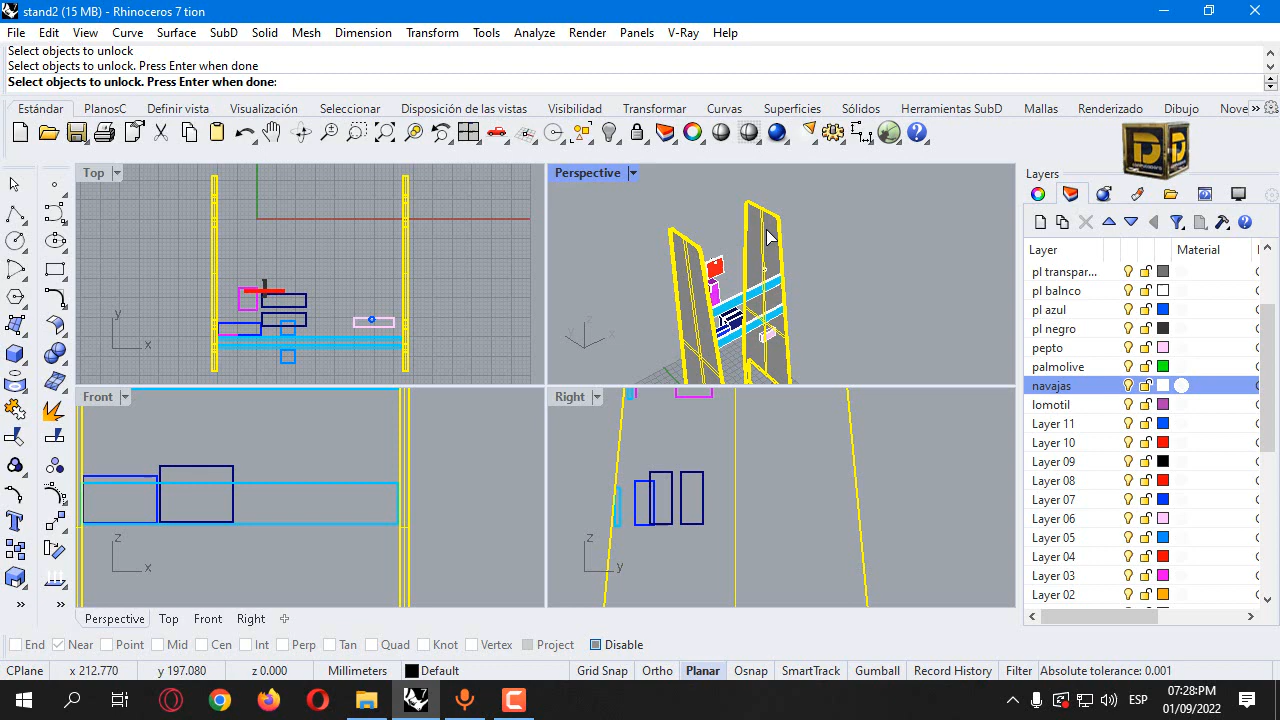 stand2 (15 MB) - Rhinoceros 7 tion
File Edit View Curve Surface SubD Solid Mesh Dimension Transform Tools Analyze Render Panels V-Ray Help
Select objects to unlock
Select objects to unlock. Press Enter when done
Select objects to unlock. Press Enter when done:
Estándar PlanosC Definir vista Visualización Seleccionar Disposición de las vistas Visibilidad Transformar Curvas Superficies Sólidos Herramientas SubD Mallas Renderizado Dibujo Nove
Top
y
x
Perspective
Front
z
x
Right
z
y
Layers
Layer Material
pl transpar...
pl balnco
pl azul
pl negro
pepto
palmolive
navajas
lomotil
Layer 11
Layer 10
Layer 09
Layer 08
Layer 07
Layer 06
Layer 05
Layer 04
Layer 03
Layer 02
Perspective Top Front Right
End Near Point Mid Cen Int Perp Tan Quad Knot Vertex Project Disable
CPlane x 212.770 y 197.080 z 0.000 Millimeters Default Grid Snap Ortho Planar Osnap SmartTrack Gumball Record History Filter Absolute tolerance: 0.001
ESP
07:28PM
01/09/2022